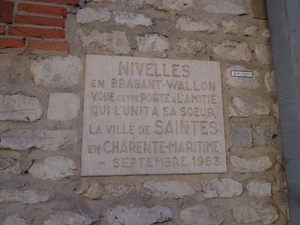 NIVELLES
EN BRABANT-WALLON
VOUE CETTE PORTE A L'AMITIÉ
QUI L'UNIT A SA SOEUR,
LA VILLE DE SAINTES
EN CHARENTE-MARITIME
- SEPTEMBRE 1963